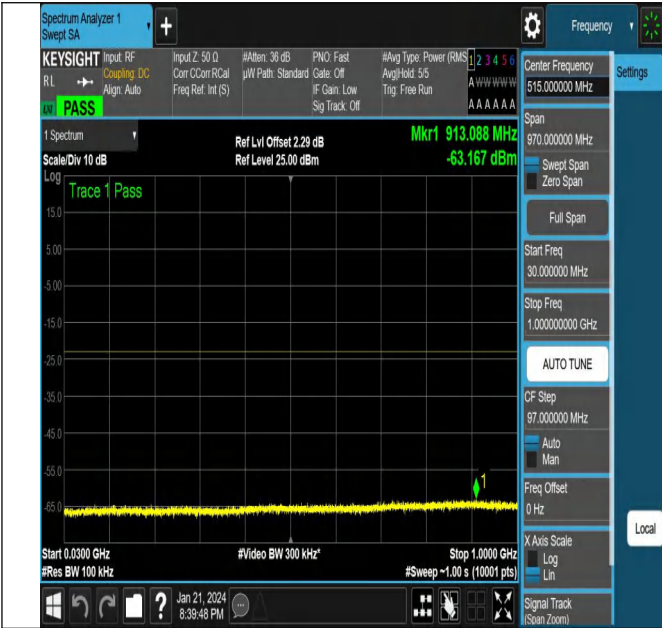 Spectrum Analyzer 1
Swept SA
+
Frequency
KEYSIGHT
RL
LXI
PASS
Input: RF
Coupling: DC
Align: Auto
Input Z: 50 Ω
Corr CCorr RCal
Freq Ref: Int (S)
#Atten: 36 dB
µW Path: Standard
PNO: Fast
Gate: Off
IF Gain: Low
Sig Track: Off
#Avg Type: Power (RMS
Avg|Hold: 5/5
Trig: Free Run
1 2 3 4 5 6
A W W W W W
A A A A A A
1 Spectrum
Scale/Div 10 dB
Ref Lvl Offset 2.29 dB
Ref Level 25.00 dBm
Mkr1 913.088 MHz
-63.167 dBm
Log
Trace 1 Pass
15.0
5.00
-5.00
-15.0
-25.0
-35.0
-45.0
-55.0
-65.0
1
Start 0.0300 GHz
#Res BW 100 kHz
#Video BW 300 kHz*
Stop 1.0000 GHz
#Sweep ~1.00 s (10001 pts)
?
Jan 21, 2024
8:39:48 PM
Center Frequency
515.000000 MHz
Span
970.000000 MHz
Swept Span
Zero Span
Full Span
Start Freq
30.000000 MHz
Stop Freq
1.000000000 GHz
AUTO TUNE
CF Step
97.000000 MHz
Auto
Man
Freq Offset
0 Hz
X Axis Scale
Log
Lin
Signal Track
(Span Zoom)
Settings
Local